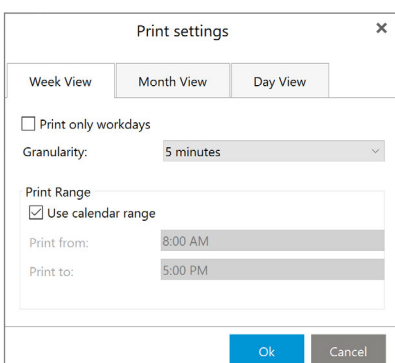 Print settings
Week View Month View Day View
Print only workdays
Granularity: 5 minutes
Print Range
Use calendar range
Print from: 8:00 AM
Print to: 5:00 PM
Ok Cancel